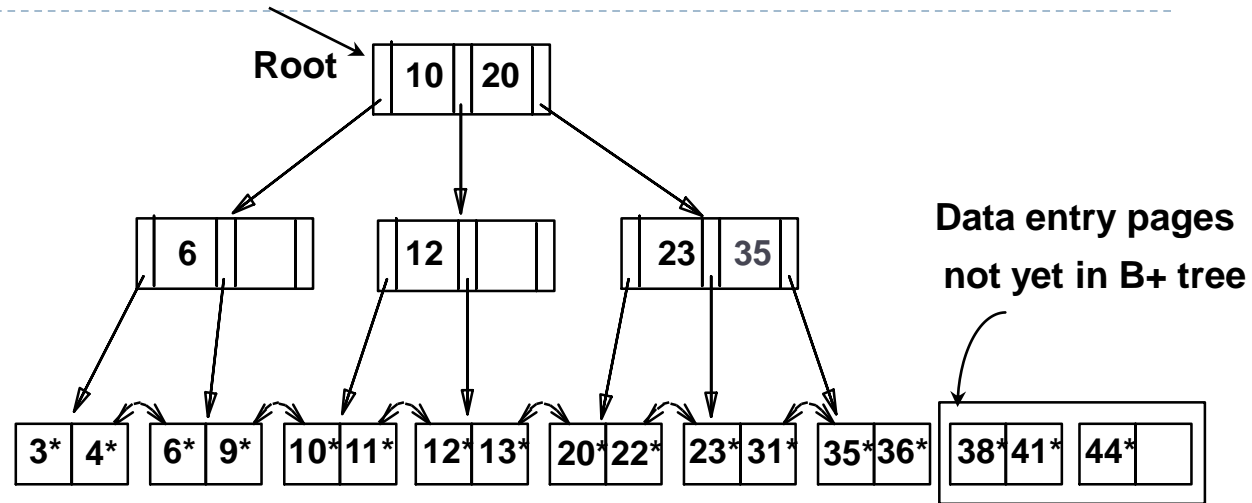 Root
10 20
6
12
23 35
Data entry pages
not yet in B+ tree
3* 4* 6* 9* 10* 11* 12* 13* 20* 22* 23* 31* 35* 36* 38* 41* 44*